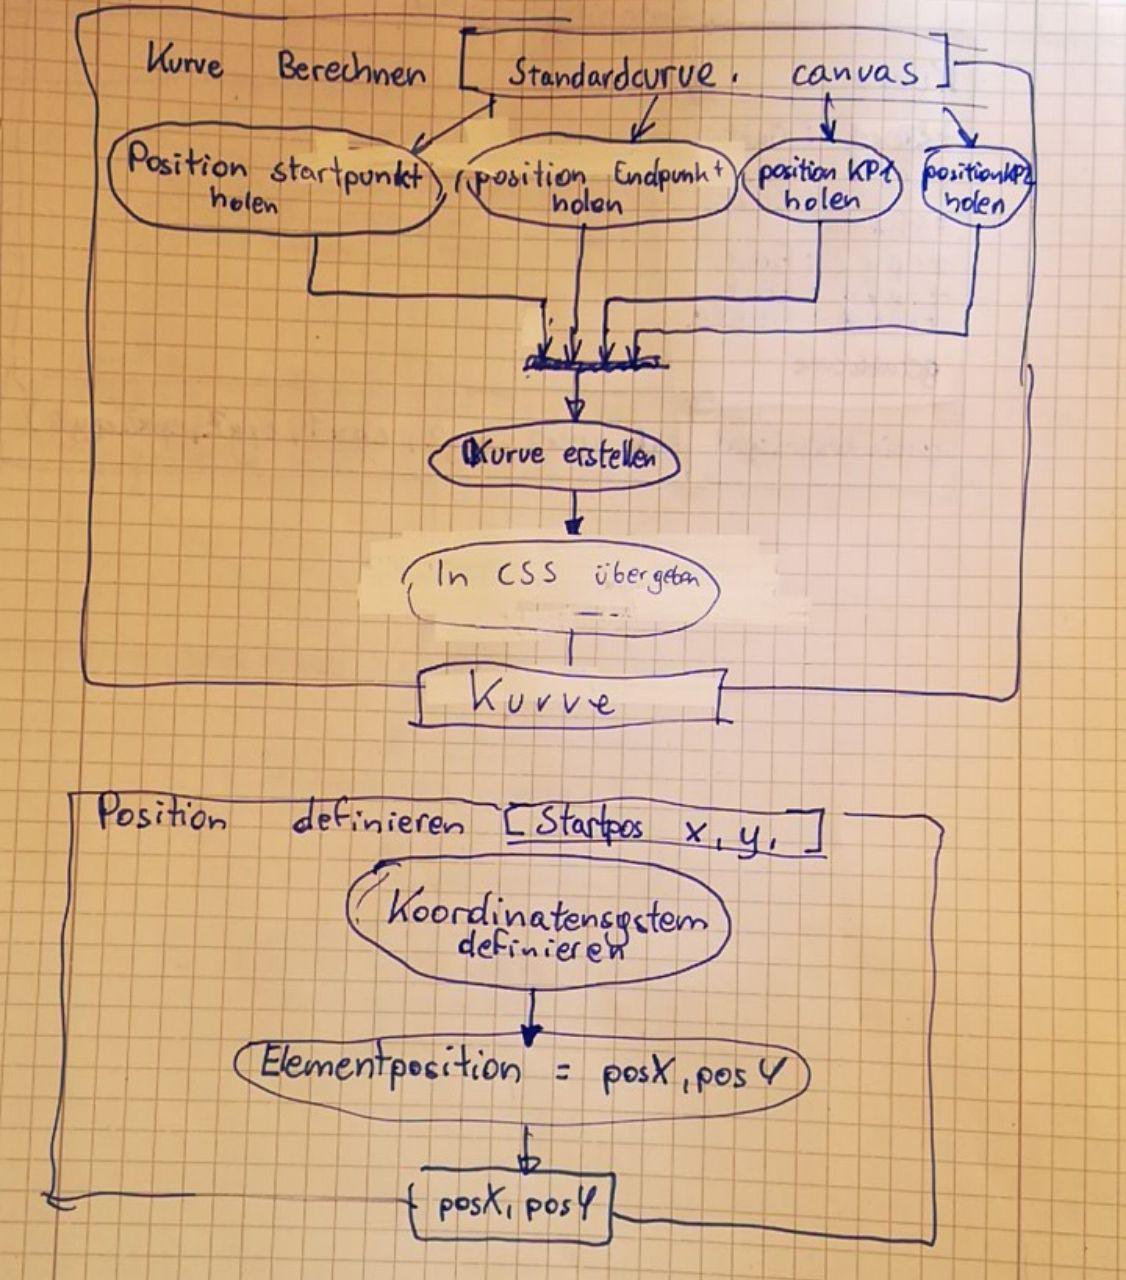 Kurve Berechnen [Standardcurve. canvas]
Position startpunkt
holen
position Endpunkt
holen
position KP1
holen
position KP2
holen
Kurve erstellen
In CSS übergeben
Kurve
Position definieren [Startpos x, y,]
Koordinatensystem
definieren
Elementposition = posX, posY
posX, posY